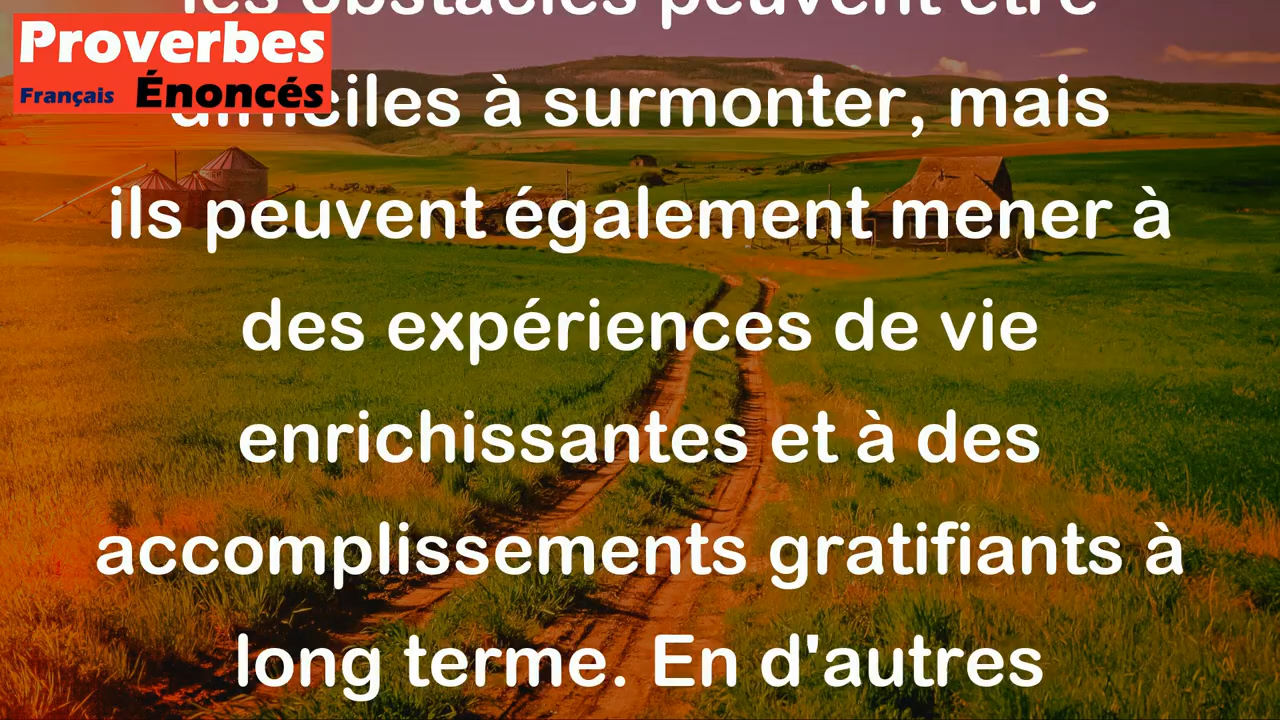 les obstacles peuvent être
Proverbes
Français Énoncés
difficiles à surmonter, mais
ils peuvent également mener à
des expériences de vie
enrichissantes et à des
accomplissements gratifiants à
long terme. En d'autres